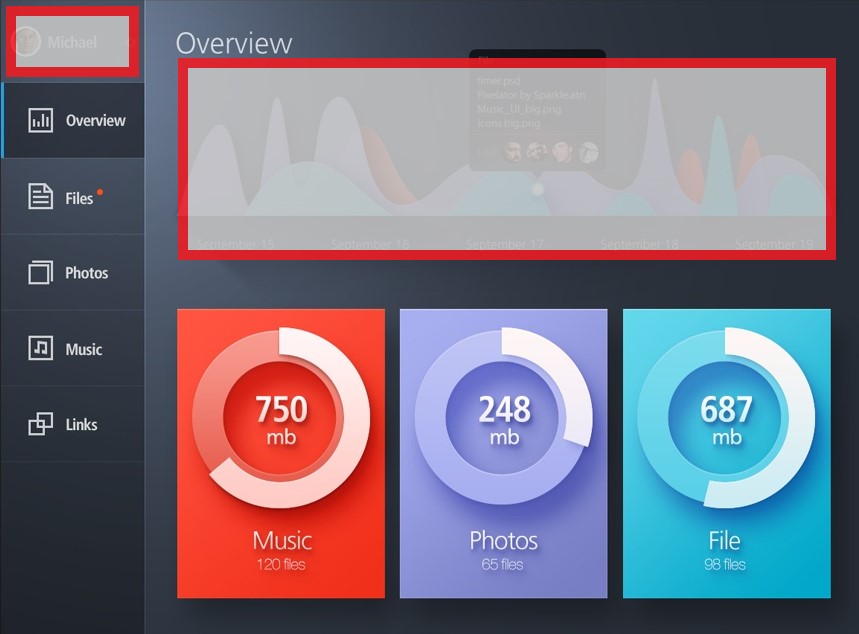 Michael
Overview
Overview
Files
Photos
Music
Links
File
timer.psd
Pixelator by Sparkle.atn
Music_UI_big.png
icons.big.png
September 15
September 16
September 17
September 18
September 19
750
mb
Music
120 files
248
mb
Photos
65 files
687
mb
File
98 files